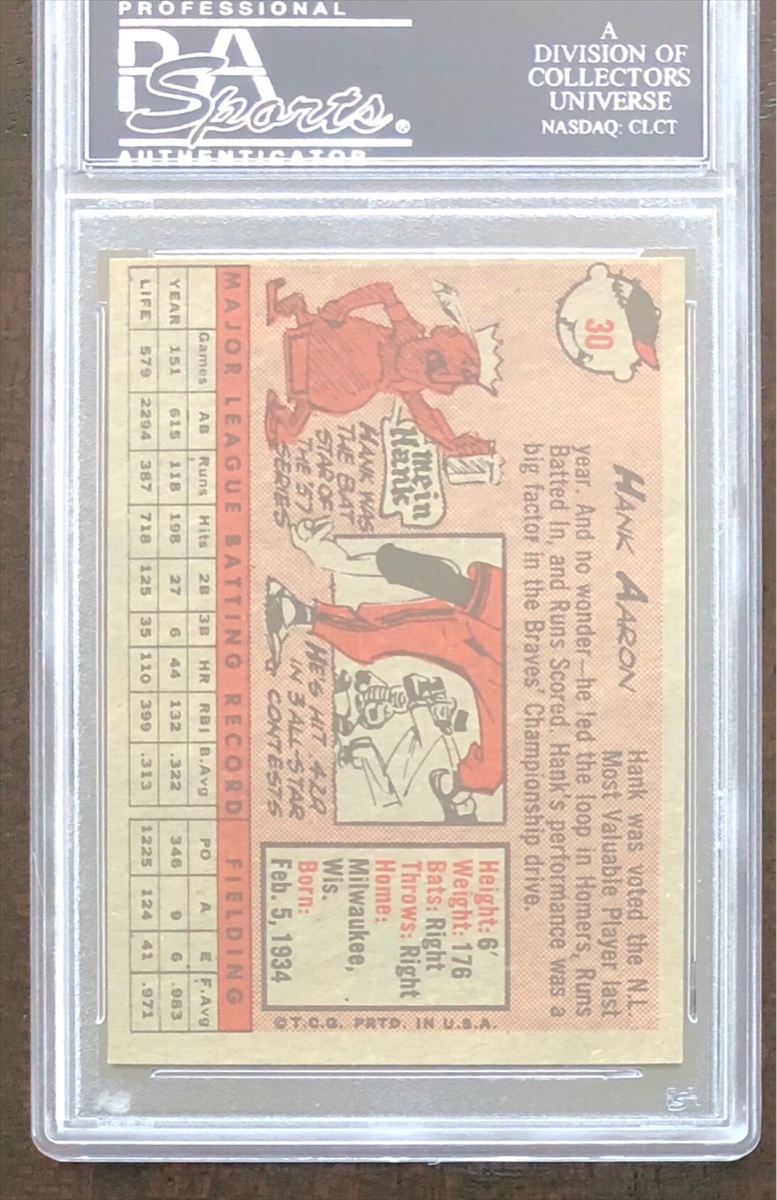 PROFESSIONAL
PSA
Sports®
AUTHENTICATOR
A
DIVISION OF
COLLECTORS
UNIVERSE
NASDAQ: CLCT
30
HANK AARON
Hank was voted the N.L.
Most Valuable Player last
year. And no wonder—he led the loop in Homers, Runs
Batted In, and Runs Scored. Hank's performance was a
big factor in the Braves' Championship drive.
mein
Hank
HANK WAS
THE BAT
STAR OF
THE '57
SERIES
HE'S HIT .429
IN 3 ALL-STAR
CONTESTS
Height: 6'
Weight: 176
Bats: Right
Throws: Right
Home:
Milwaukee,
Wis.
Born:
Feb. 5, 1934
©T.C.G. PRTD. IN U.S.A.
MAJOR LEAGUE BATTING RECORD FIELDING
Games AB Runs Hits 2B 3B HR RBI B.Avg PO A E F.Avg
YEAR 151 615 118 198 27 6 44 132 .322 346 9 6 .983
LIFE 579 2294 387 718 125 35 110 399 .313 1225 124 41 .971